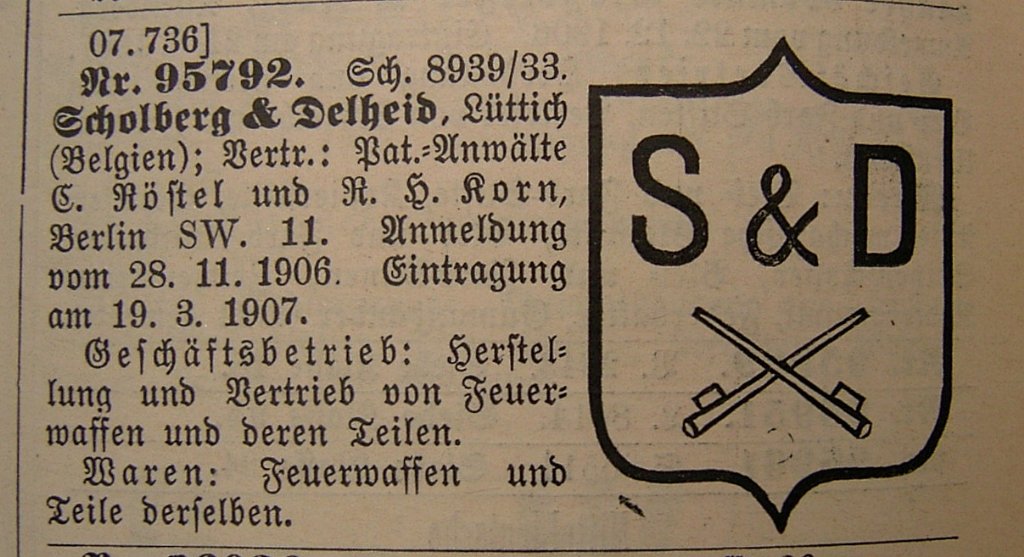 07.736]
Nr. 95792. Sch. 8939/33.
Scholberg & Delheid, Lüttich
(Belgien); Vertr.: Pat.-Anwälte
C. Röſtel und R. H. Korn,
Berlin SW. 11. Anmeldung
vom 28. 11. 1906. Eintragung
am 19. 3. 1907.
Geſchäftsbetrieb: Herſtel-
lung und Vertrieb von Feuer-
waffen und deren Teilen.
Waren: Feuerwaffen und
Teile derſelben.
S & D